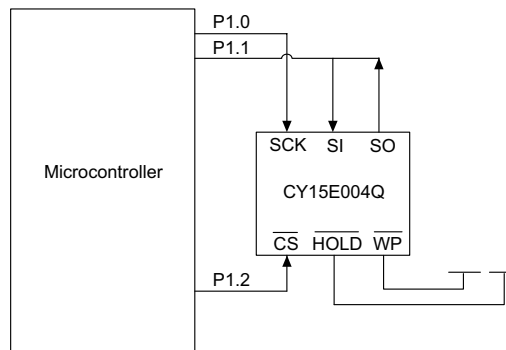 P1.0
P1.1
SCK SI SO
Microcontroller
CY15E004Q
CS HOLD WP
P1.2